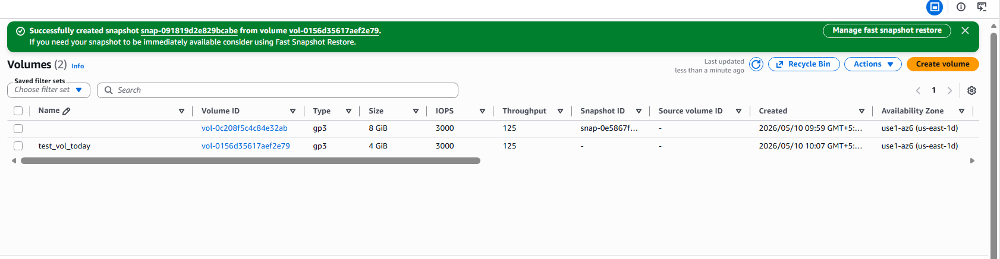 Successfully created snapshot snap-091819d2e829bcabe from volume vol-0156d35617aef2e79.
If you need your snapshot to be immediately available consider using Fast Snapshot Restore.
Manage fast snapshot restore
Volumes (2) Info
Last updated
less than a minute ago
Recycle Bin
Actions
Create volume
Saved filter sets
Choose filter set
Search
1
Name Volume ID Type Size IOPS Throughput Snapshot ID Source volume ID Created Availability Zone
vol-0c208f5c4c84e32ab gp3 8 GiB 3000 125 snap-0e5867f... - 2026/05/10 09:59 GMT+5:... use1-az6 (us-east-1d)
test_vol_today vol-0156d35617aef2e79 gp3 4 GiB 3000 125 - - 2026/05/10 10:07 GMT+5:... use1-az6 (us-east-1d)